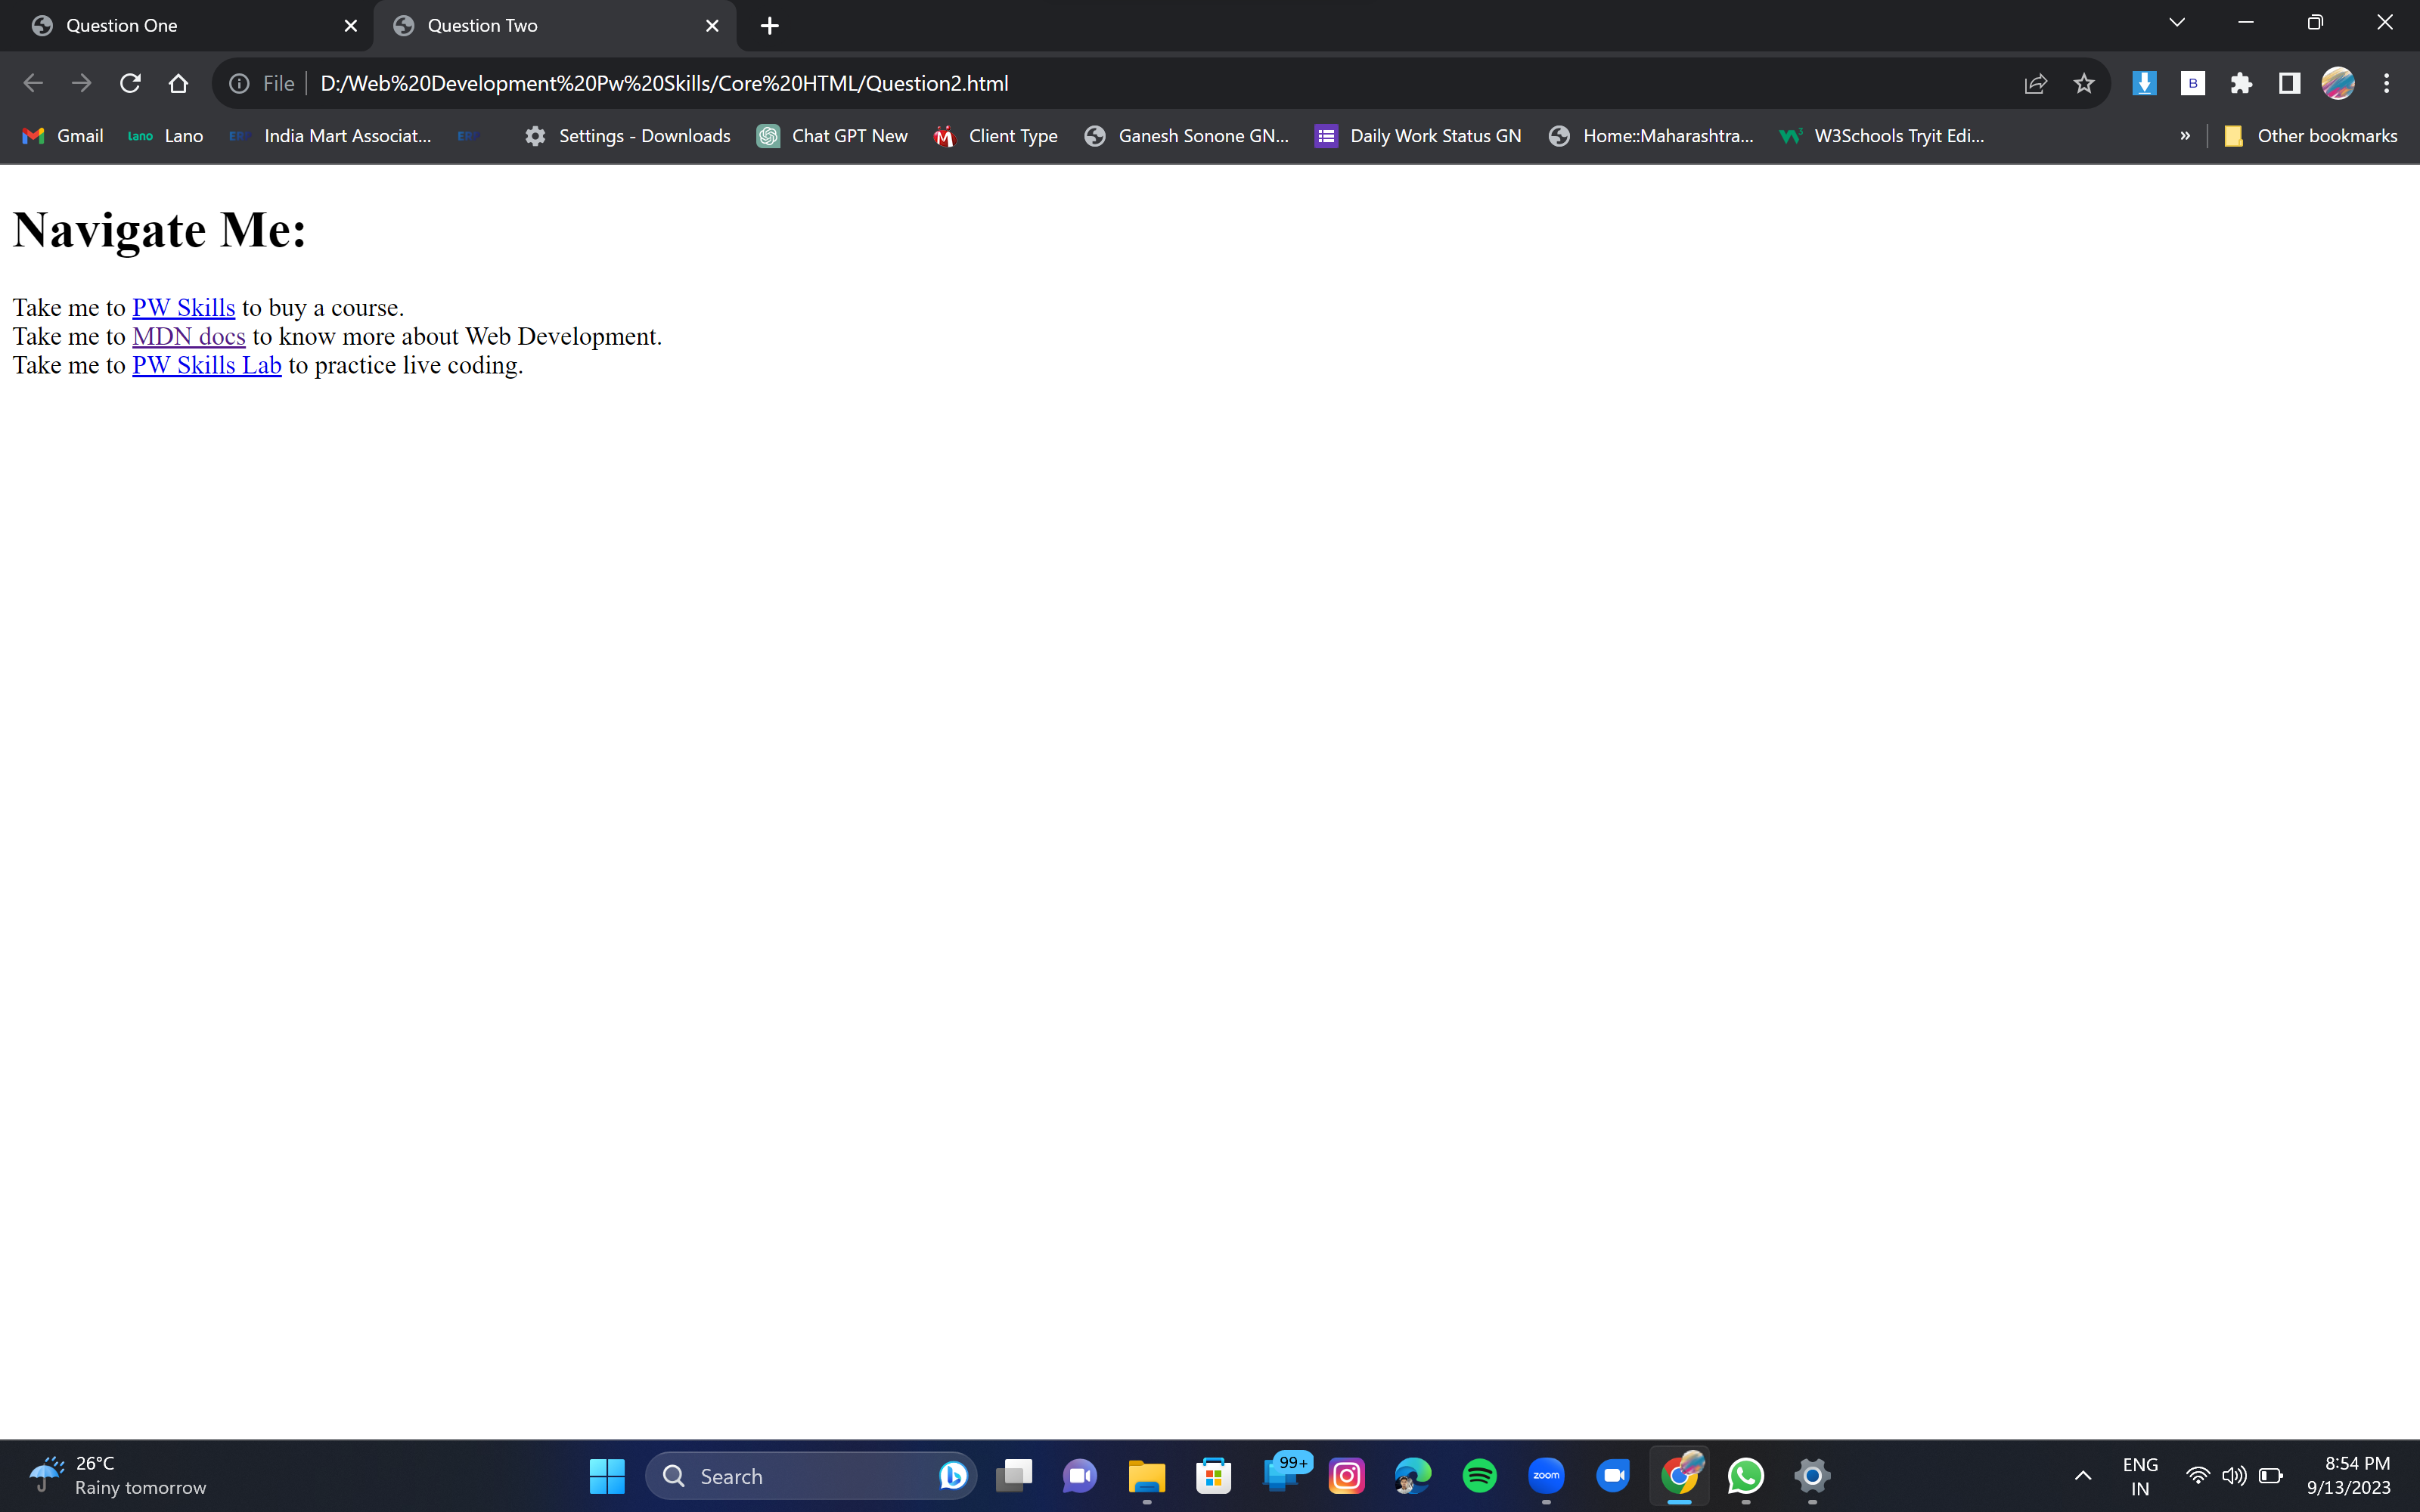 Question One
Question Two
File
D:/Web%20Development%20Pw%20Skills/Core%20HTML/Question2.html
B
Gmail
Lano Lano
India Mart Associat...
Settings - Downloads
Chat GPT New
Client Type
Ganesh Sonone GN...
Daily Work Status GN
Home::Maharashtra...
W3Schools Tryit Edi...
»
Other bookmarks
Navigate Me:
Take me to PW Skills to buy a course.
Take me to MDN docs to know more about Web Development.
Take me to PW Skills Lab to practice live coding.
26°C
Rainy tomorrow
Search
99+
zoom
ENG
IN
8:54 PM
9/13/2023